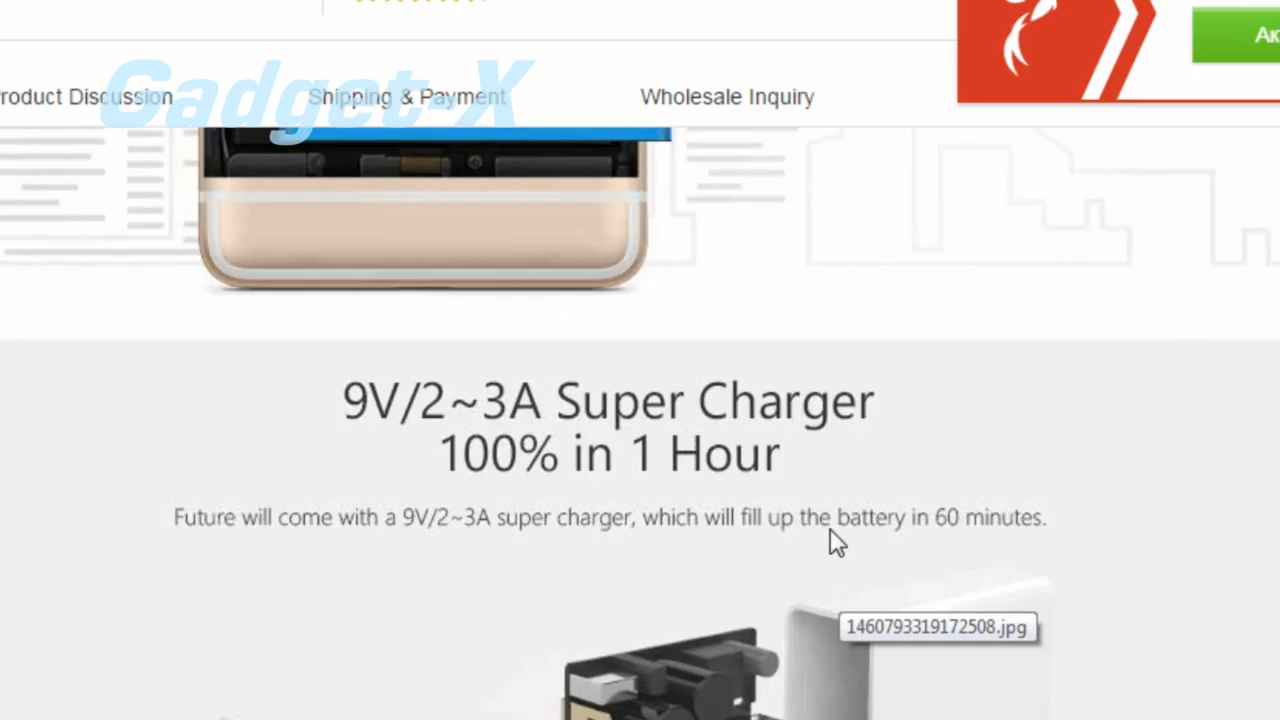 Ак
roduct Discussion
Shipping & Payment
Wholesale Inquiry
Gadget-X
9V/2~3A Super Charger
100% in 1 Hour
Future will come with a 9V/2~3A super charger, which will fill up the battery in 60 minutes.
1460793319172508.jpg